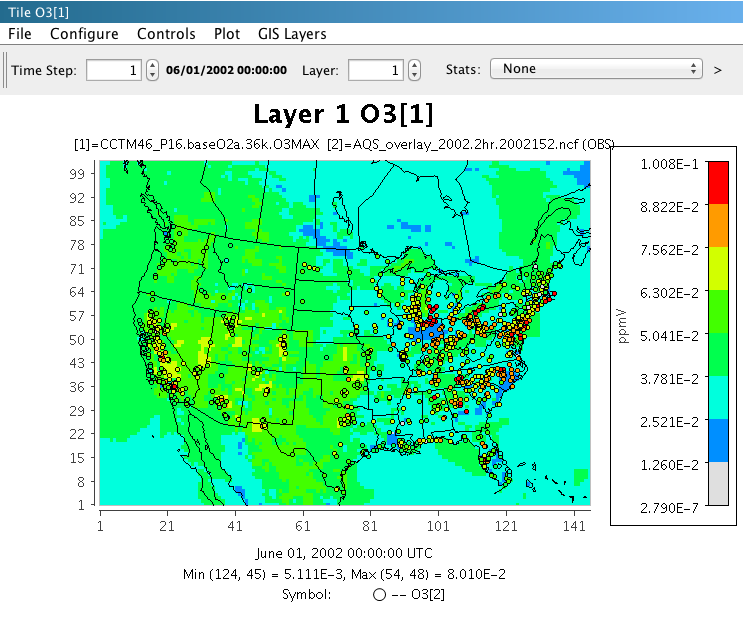 Tile O3[1]
File Configure Controls Plot GIS Layers
Time Step: 1 06/01/2002 00:00:00 Layer: 1 Stats: None >
Layer 1 O3[1]
[1]=CCTM46_P16.baseO2a.36k.O3MAX [2]=AQS_overlay_2002.2hr.2002152.ncf (OBS)
99
92
85
78
71
64
57
50
43
36
29
22
15
8
1
1 21 41 61 81 101 121 141
1.008E-1
8.822E-2
7.562E-2
6.302E-2
5.041E-2
3.781E-2
2.521E-2
1.260E-2
2.790E-7
ppmV
June 01, 2002 00:00:00 UTC
Min (124, 45) = 5.111E-3, Max (54, 48) = 8.010E-2
Symbol: -- O3[2]